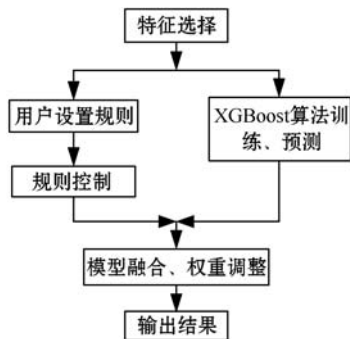 特征选择
用户设置规则
XGBoost算法训
练、预测
规则控制
模型融合、权重调整
输出结果